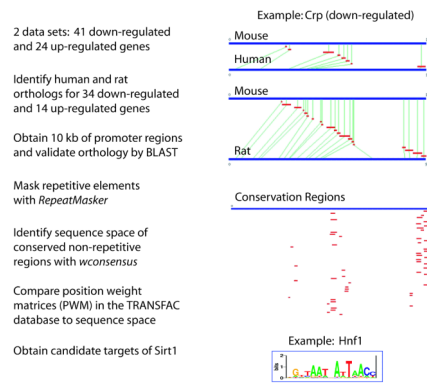 2 data sets: 41 down-regulated
and 24 up-regulated genes
Identify human and rat
orthologs for 34 down-regulated
and 14 up-regulated genes
Obtain 10 kb of promoter regions
and validate orthology by BLAST
Mask repetitive elements
with RepeatMasker
Identify sequence space of
conserved non-repetitive
regions with wconsensus
Compare position weight
matrices (PWM) in the TRANSFAC
database to sequence space
Obtain candidate targets of Sirt1
Example: Crp (down-regulated)
Mouse
Human
Mouse
Rat
Conservation Regions
Example: Hnf1